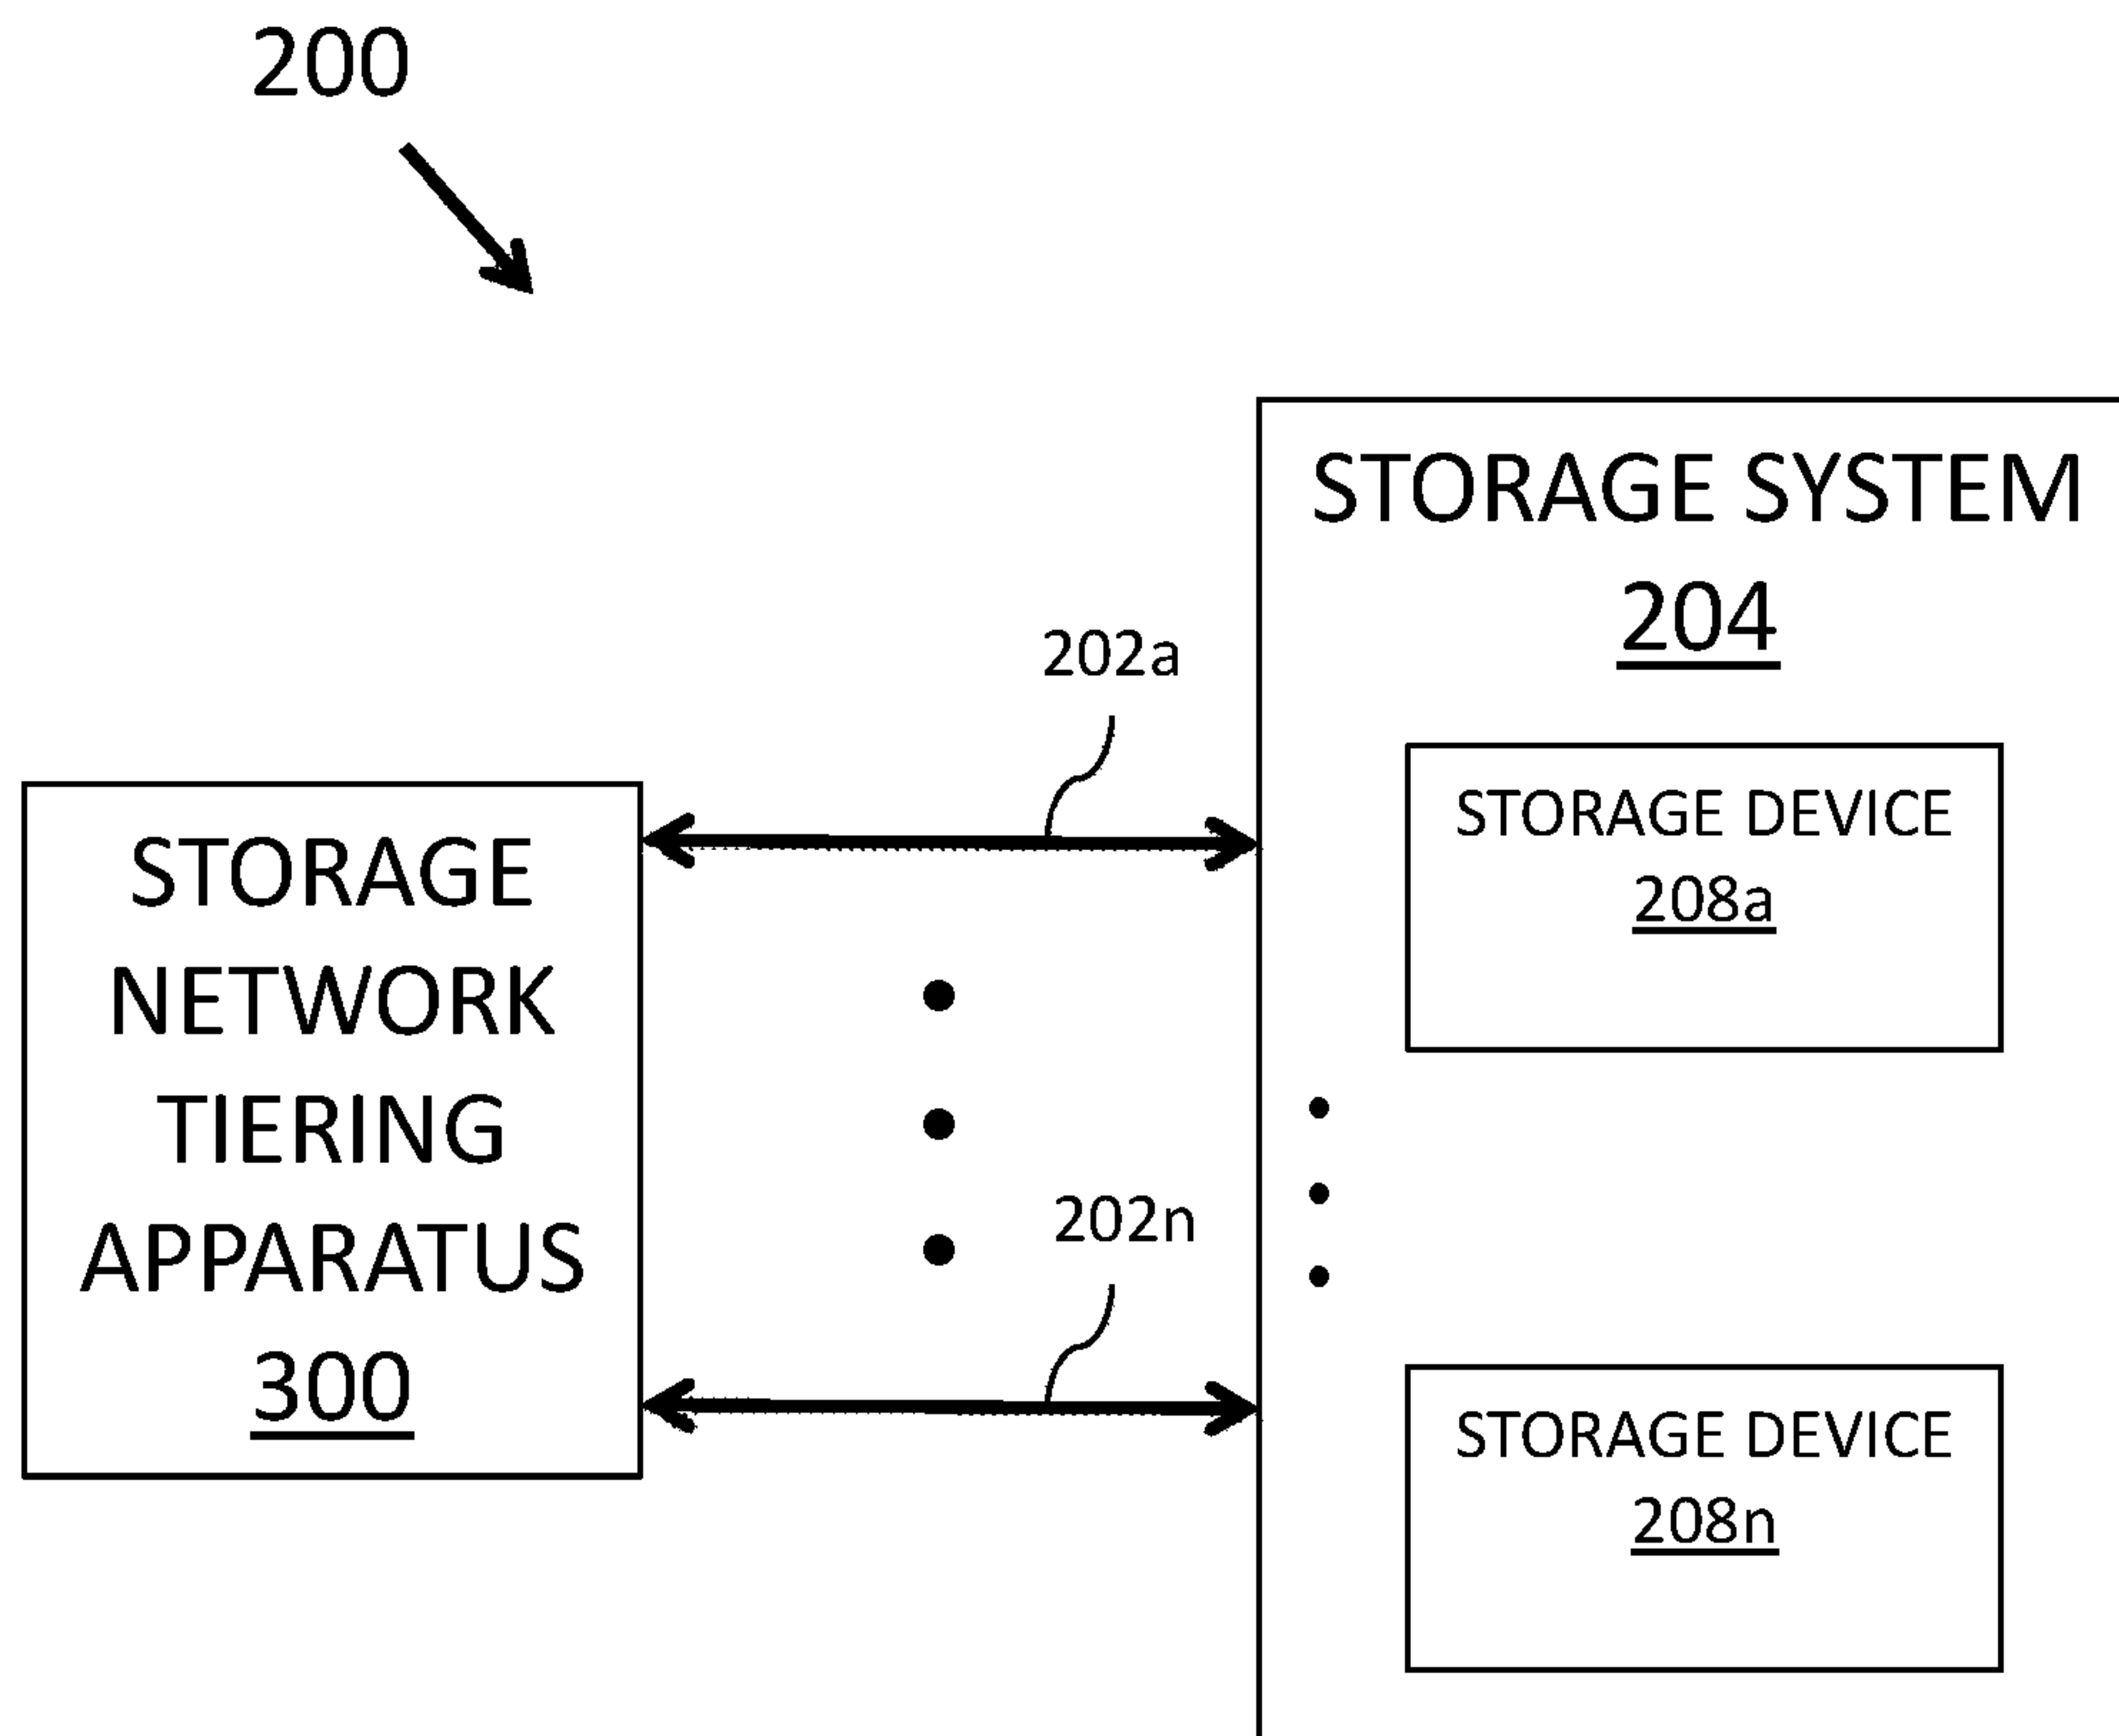 200
STORAGE SYSTEM
204
202a
STORAGE DEVICE
208a
STORAGE
NETWORK
TIERING
APPARATUS
300
202n
STORAGE DEVICE
208n